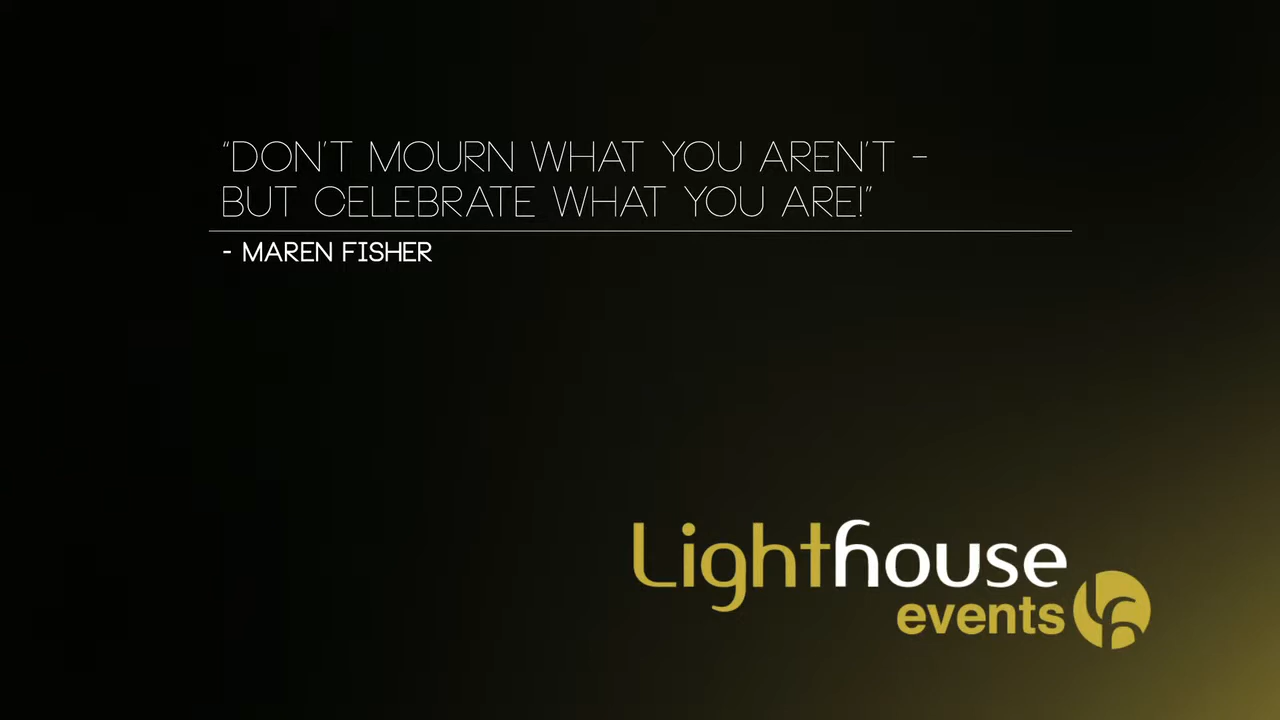 “DON’T MOURN WHAT YOU AREN’T –
BUT CELEBRATE WHAT YOU ARE!”
- MAREN FISHER
Lighthouse
events